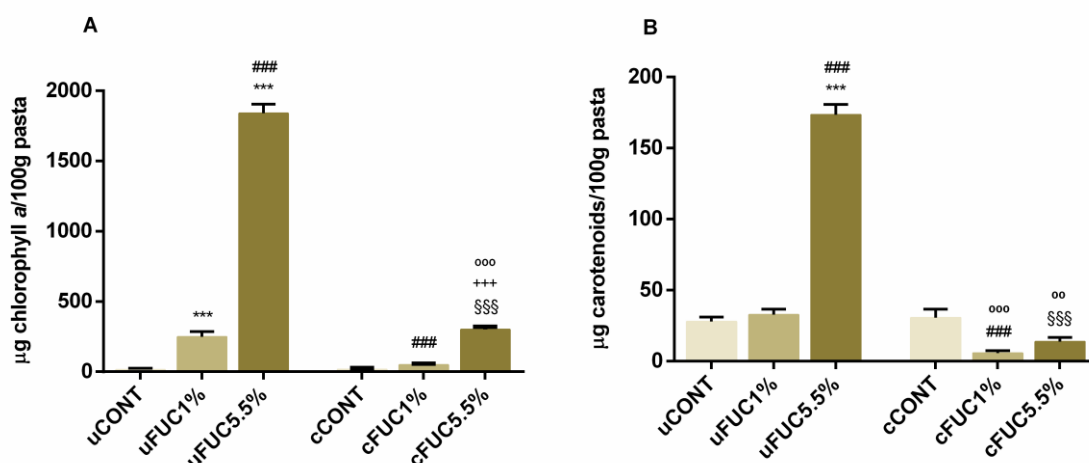 A
μg chlorophyll a/100g pasta
2000
1500
1000
500
0
###
***
***
###
ooo
+++
§§§
uCONT
uFUC1%
uFUC5.5%
cCONT
cFUC1%
cFUC5.5%
B
μg carotenoids/100g pasta
200
150
100
50
0
###
***
ooo
###
oo
§§§
uCONT
uFUC1%
uFUC5.5%
cCONT
cFUC1%
cFUC5.5%